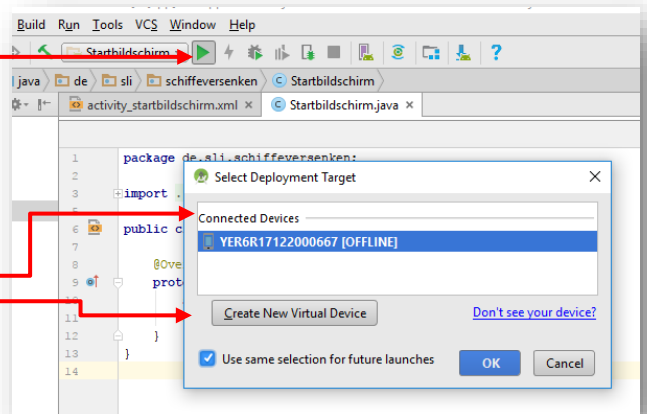 Build Run Tools VCS Window Help
Startbildschirm
java de sli schiffeversenken C Startbildschirm
activity_startbildschirm.xml × C Startbildschirm.java ×
1 package de.sli.schiffeversenken;
2
3 import .
5
6 public c
7
8 @Ove
9 prot
10
11
12 }
13 }
14
Select Deployment Target
Connected Devices
YER6R17122000667 [OFFLINE]
Create New Virtual Device Don't see your device?
Use same selection for future launches OK Cancel